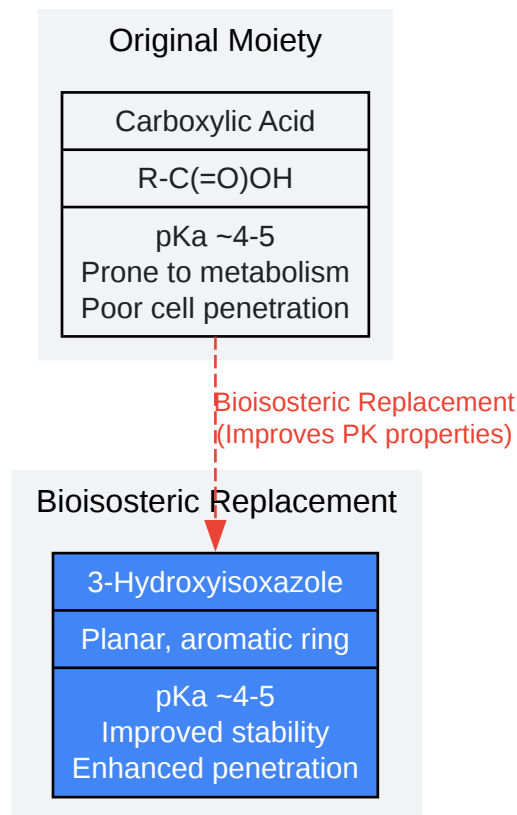 Original Moiety
Carboxylic Acid
R-C(=O)OH
pKa ~4-5
Prone to metabolism
Poor cell penetration
Bioisosteric Replacement
(Improves PK properties)
Bioisosteric Replacement
3-Hydroxyisoxazole
Planar, aromatic ring
pKa ~4-5
Improved stability
Enhanced penetration